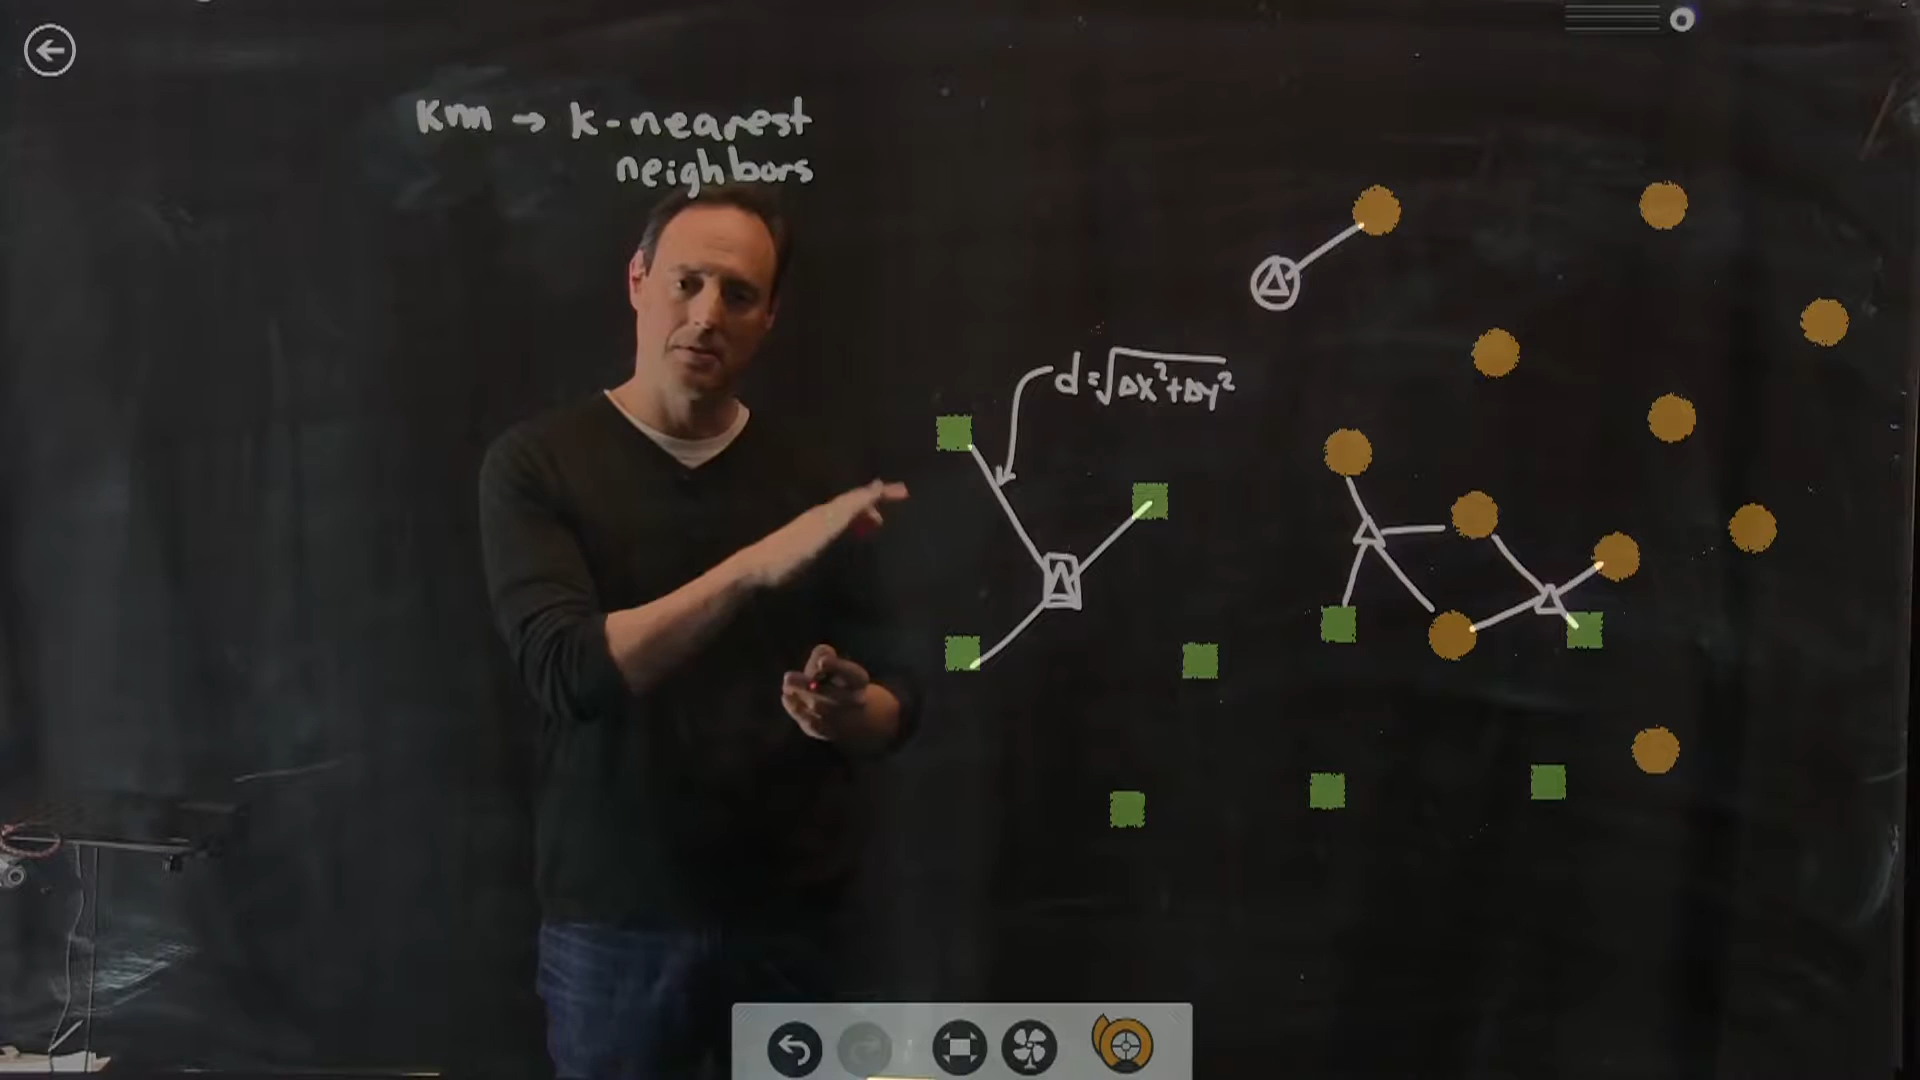 Knn → k-nearest
neighbors
d=√Δx²+Δy²